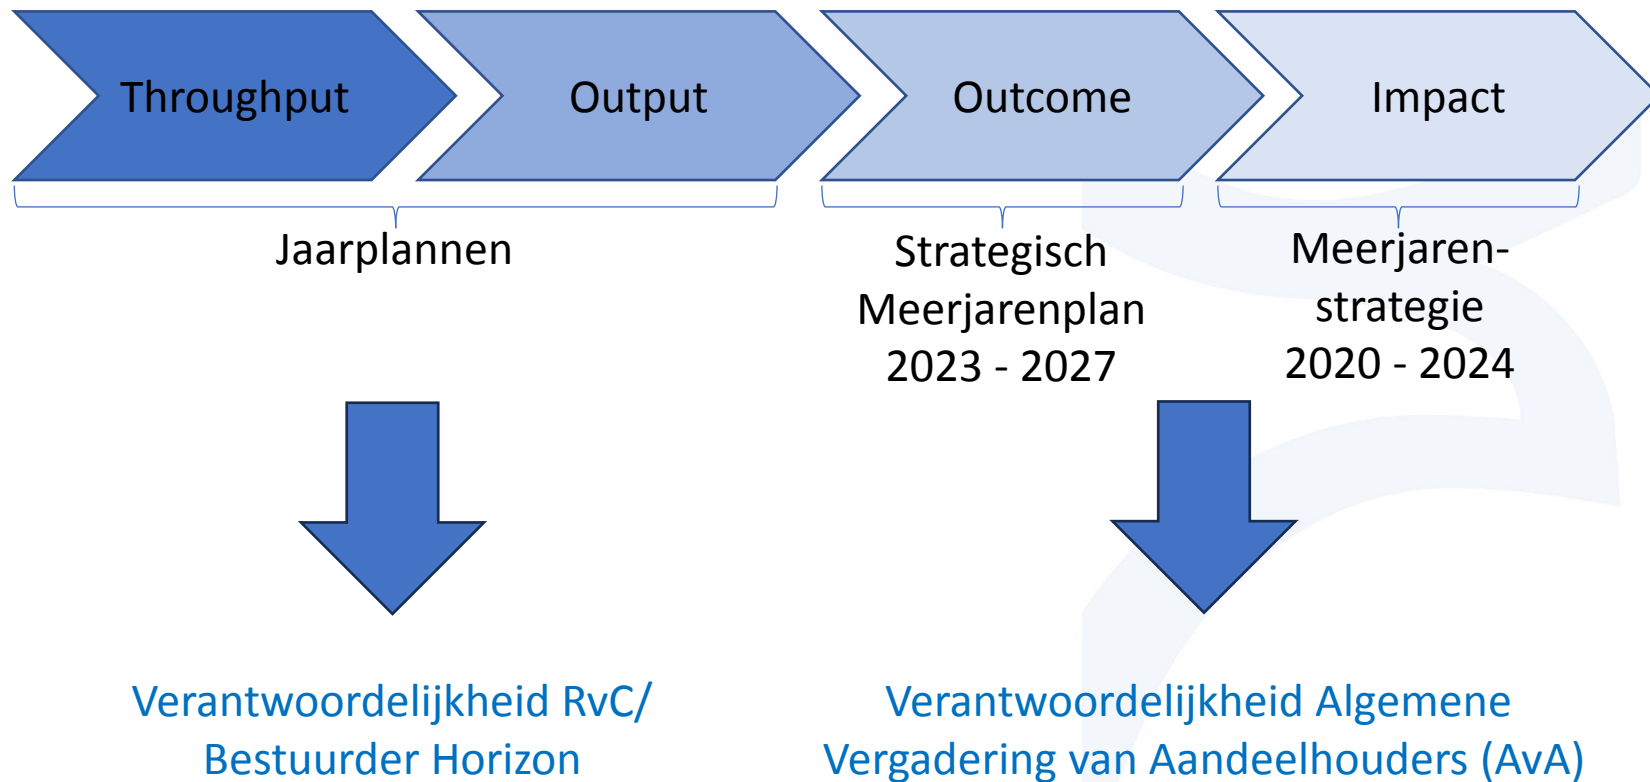 Throughput
Output
Outcome
Impact
Jaarplannen
Strategisch
Meerjarenplan
2023 - 2027
Meerjaren-
strategie
2020 - 2024
Verantwoordelijkheid RvC/
Bestuurder Horizon
Verantwoordelijkheid Algemene
Vergadering van Aandeelhouders (AvA)